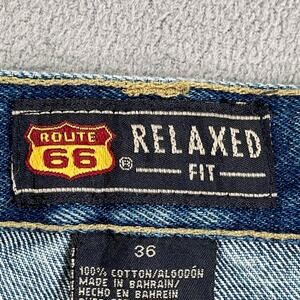 ROUTE
66
®
RELAXED
FIT
36
100% COTTON/ALGODÓN
MADE IN BAHRAIN/
HECHO EN BAHREIN